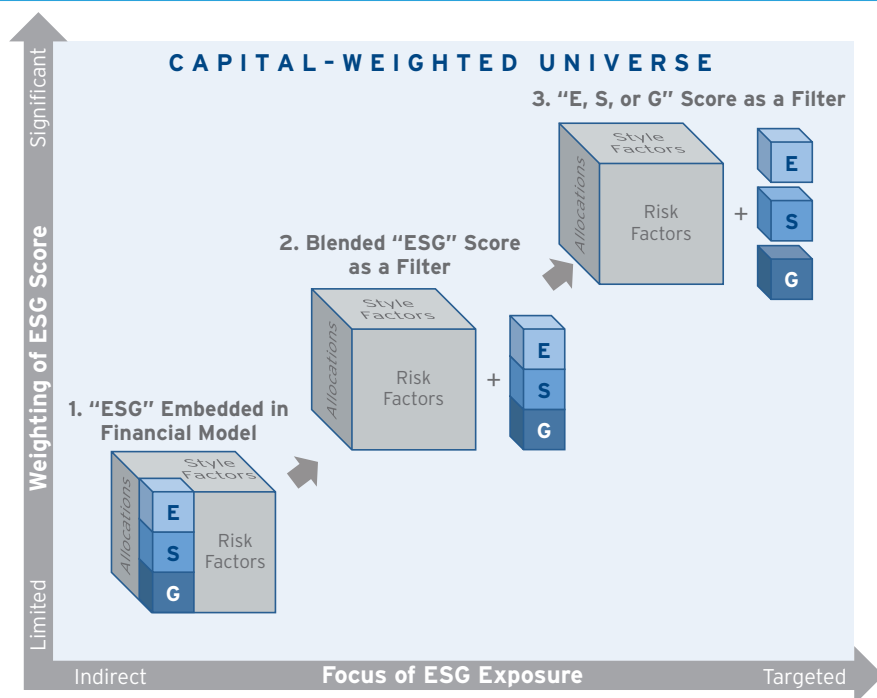 CAPITAL-WEIGHTED UNIVERSE
3. “E, S, or G” Score as a Filter
Style
Factors
Allocations
Risk
Factors
+
E
S
G
2. Blended “ESG” Score
as a Filter
Style
Factors
Allocations
Risk
Factors
+
E
S
G
1. “ESG” Embedded in
Financial Model
Style
Factors
Allocations
E
S
G
Risk
Factors
Significant
Weighting of ESG Score
Limited
Indirect
Focus of ESG Exposure
Targeted